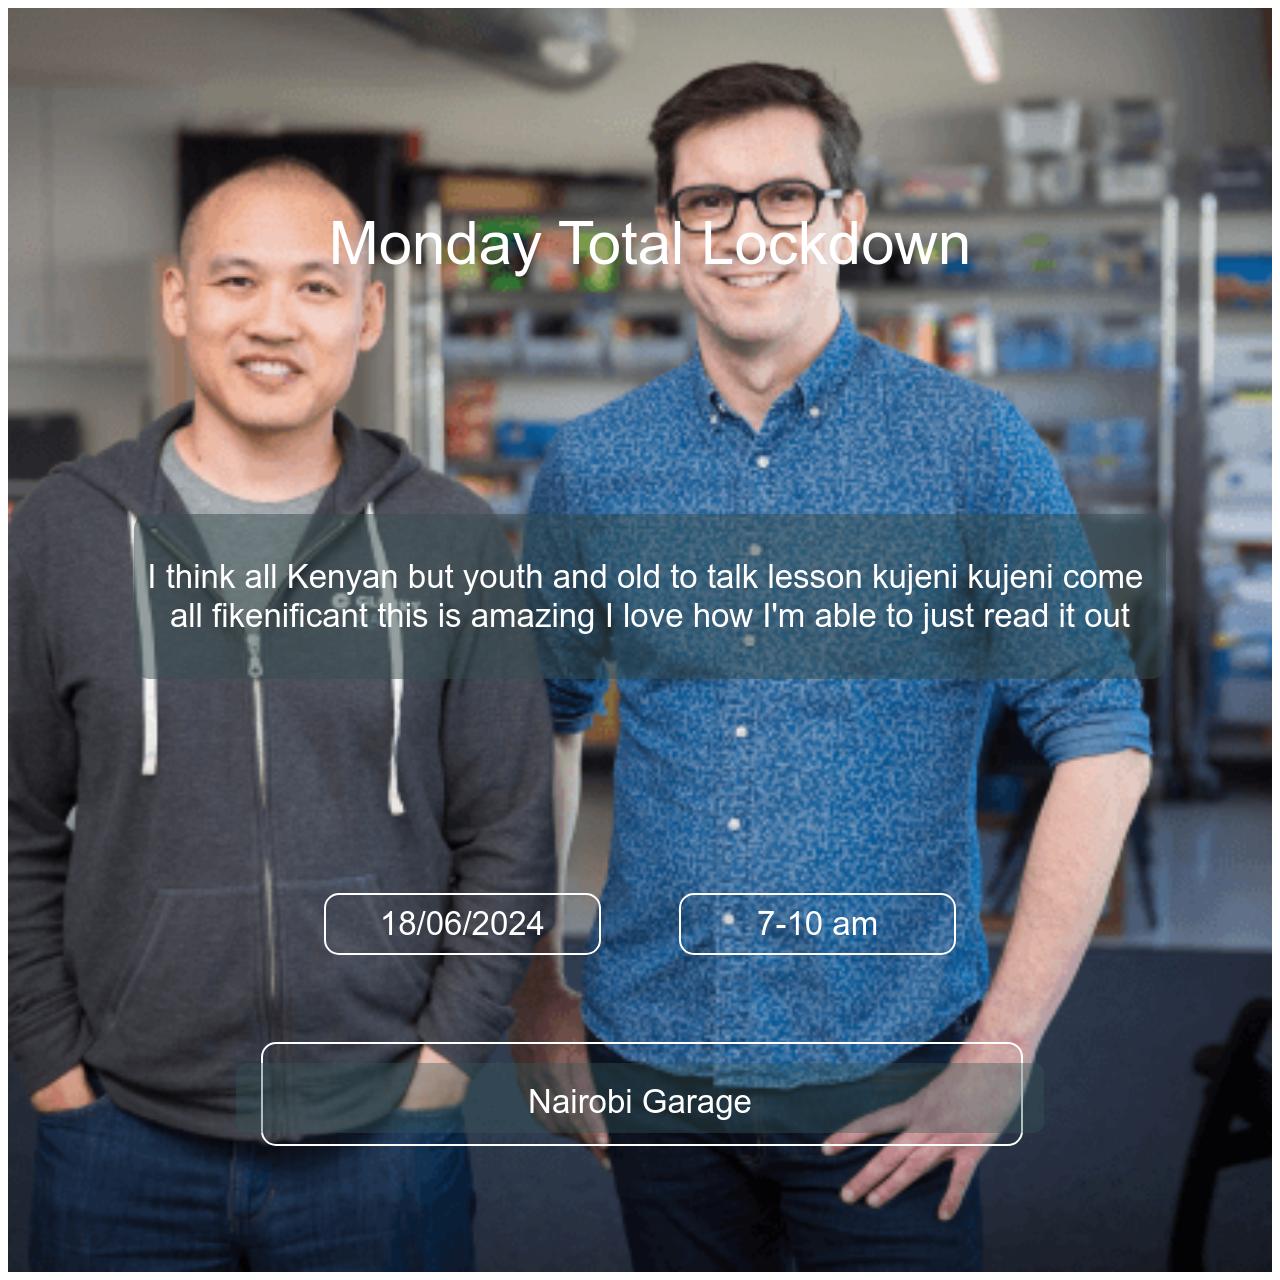 Monday Total Lockdown
I think all Kenyan but youth and old to talk lesson kujeni kujeni come
all fikenificant this is amazing I love how I'm able to just read it out
18/06/2024
7-10 am
Nairobi Garage